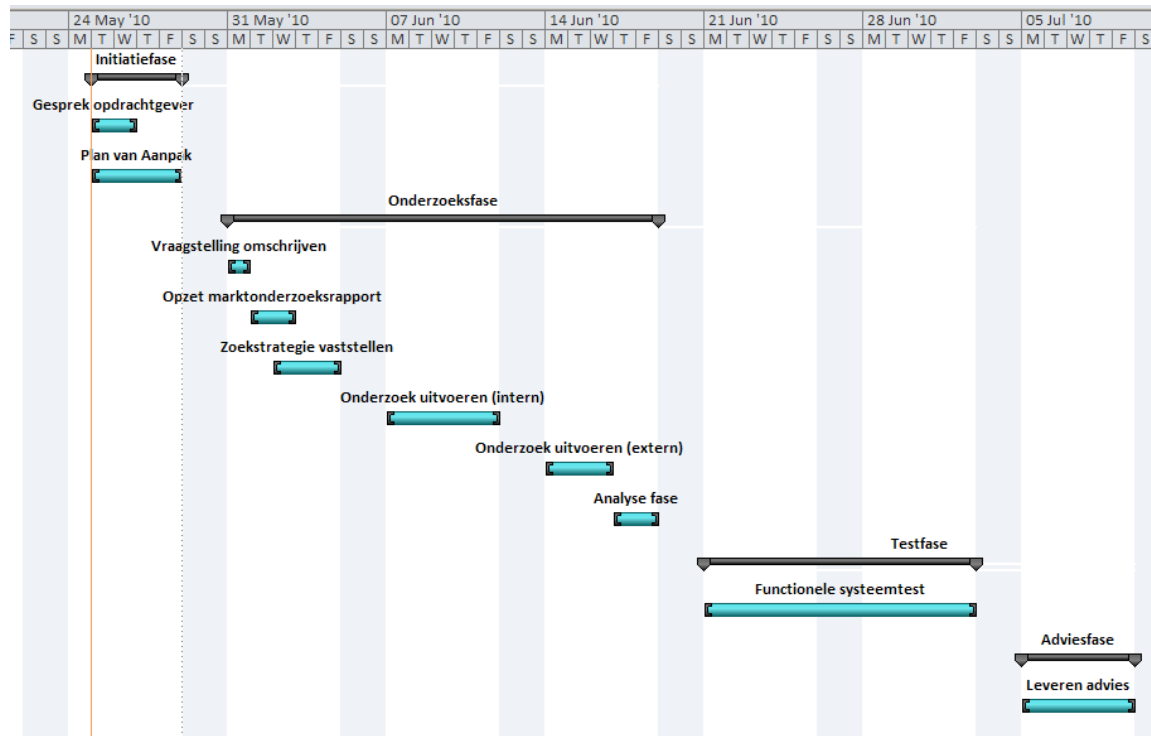 24 May '10 31 May '10 07 Jun '10 14 Jun '10 21 Jun '10 28 Jun '10 05 Jul '10
F S S M T W T F S S M T W T F S S M T W T F S S M T W T F S S M T W T F S S M T W T F S S M T W T F S
Initiatiefase
Gesprek opdrachtgever
Plan van Aanpak
Onderzoeksfase
Vraagstelling omschrijven
Opzet marktonderzoeksrapport
Zoekstrategie vaststellen
Onderzoek uitvoeren (intern)
Onderzoek uitvoeren (extern)
Analyse fase
Testfase
Functionele systeemtest
Adviesfase
Leveren advies